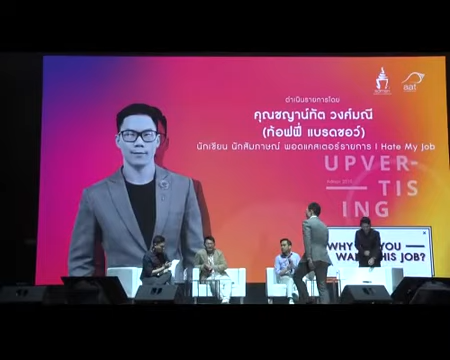 aat
ดำเนินรายการโดย
คุณชญาน์ทัต วงศ์มณี
(ท้อฟฟี่ แบรดชอว์)
นักเขียน นักสัมภาษณ์ พอดแคสเตอร์รายการ I Hate My Job
UPVER-
TIS
ING
WHY YOU
WANT THIS JOB?